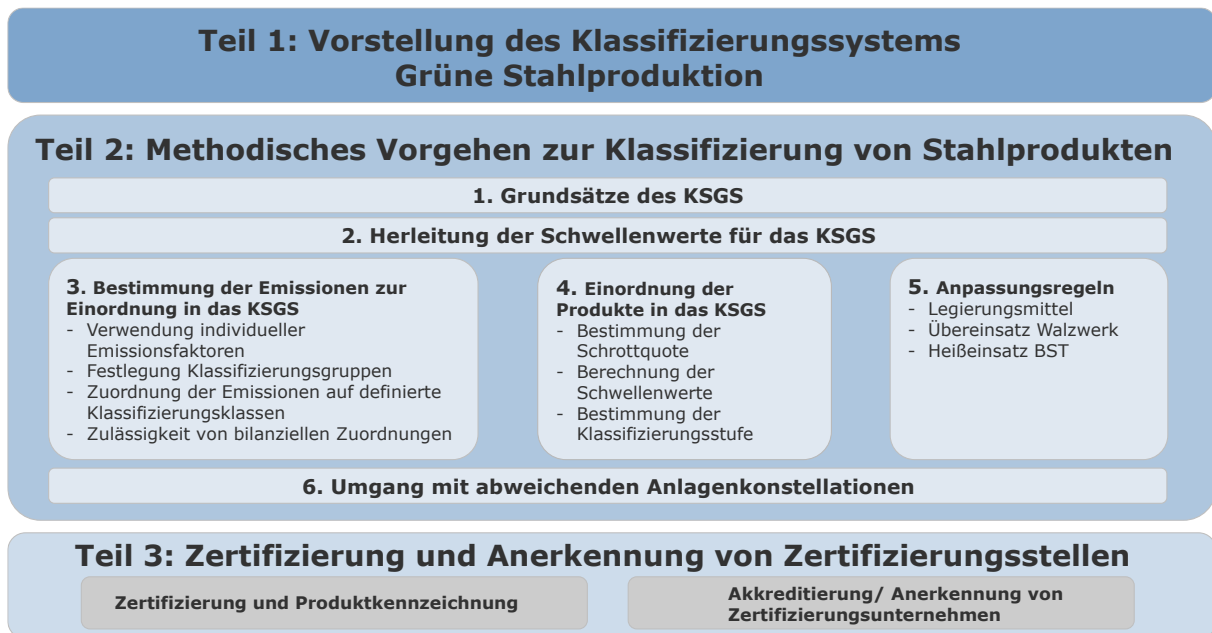 Teil 1: Vorstellung des Klassifizierungssystems
Grüne Stahlproduktion
Teil 2: Methodisches Vorgehen zur Klassifizierung von Stahlprodukten
1. Grundsätze des KSGS
2. Herleitung der Schwellenwerte für das KSGS
3. Bestimmung der Emissionen zur
Einordnung in das KSGS
- Verwendung individueller
Emissionsfaktoren
- Festlegung Klassifizierungsgruppen
- Zuordnung der Emissionen auf definierte
Klassifizierungsklassen
- Zulässigkeit von bilanziellen Zuordnungen
4. Einordnung der
Produkte in das KSGS
- Bestimmung der
Schrottquote
- Berechnung der
Schwellenwerte
- Bestimmung der
Klassifizierungsstufe
5. Anpassungsregeln
- Legierungsmittel
- Übereinsatz Walzwerk
- Heißeinsatz BST
6. Umgang mit abweichenden Anlagenkonstellationen
Teil 3: Zertifizierung und Anerkennung von Zertifizierungsstellen
Zertifizierung und Produktkennzeichnung
Akkreditierung/ Anerkennung von
Zertifizierungsunternehmen